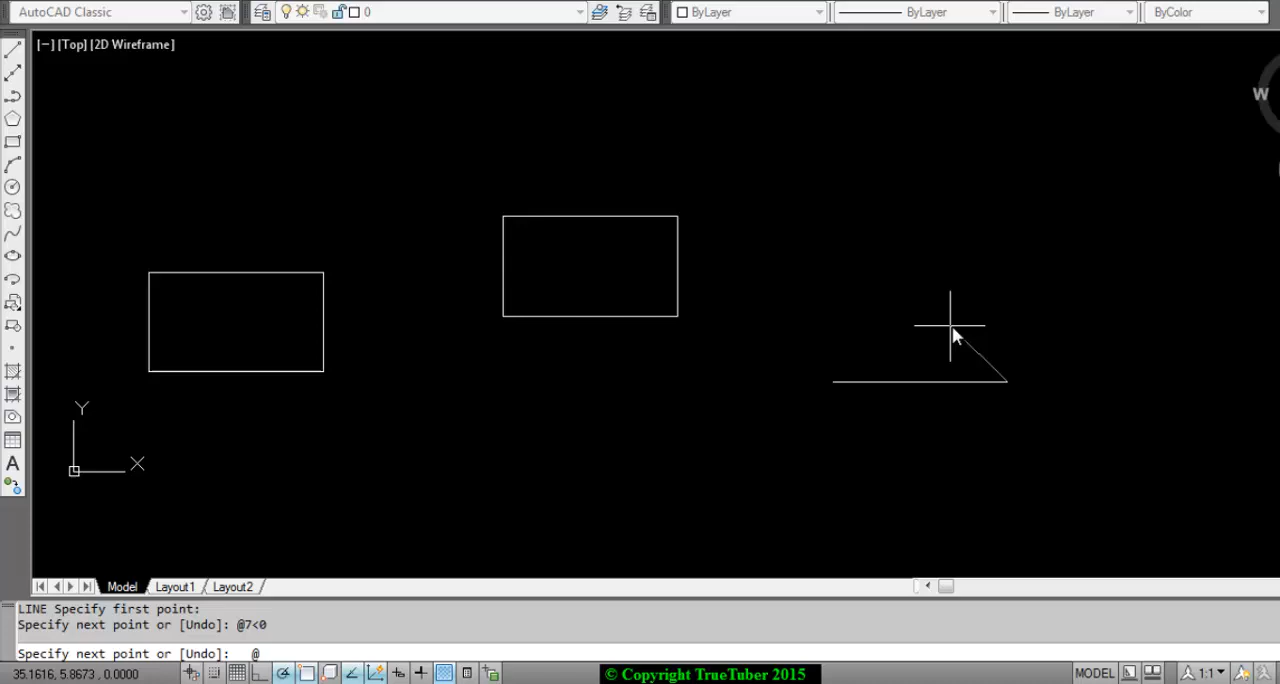 AutoCAD Classic
0
ByLayer
ByLayer
ByLayer
ByColor
[−] [Top] [2D Wireframe]
W
Y
X
A
Model
Layout1
Layout2
LINE Specify first point:
Specify next point or [Undo]: @7<0
Specify next point or [Undo]: @
35.1616, 5.8673, 0.0000
© Copyright TrueTuber 2015
MODEL
1:1